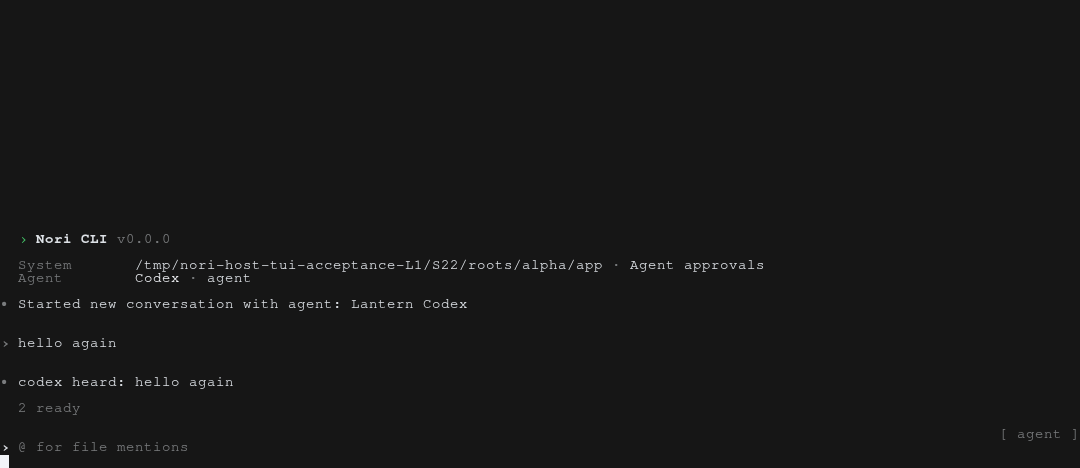 › Nori CLI v0.0.0
System /tmp/nori-host-tui-acceptance-L1/S22/roots/alpha/app · Agent approvals
Agent Codex · agent
• Started new conversation with agent: Lantern Codex
› hello again
• codex heard: hello again
2 ready
[ agent ]
› @ for file mentions